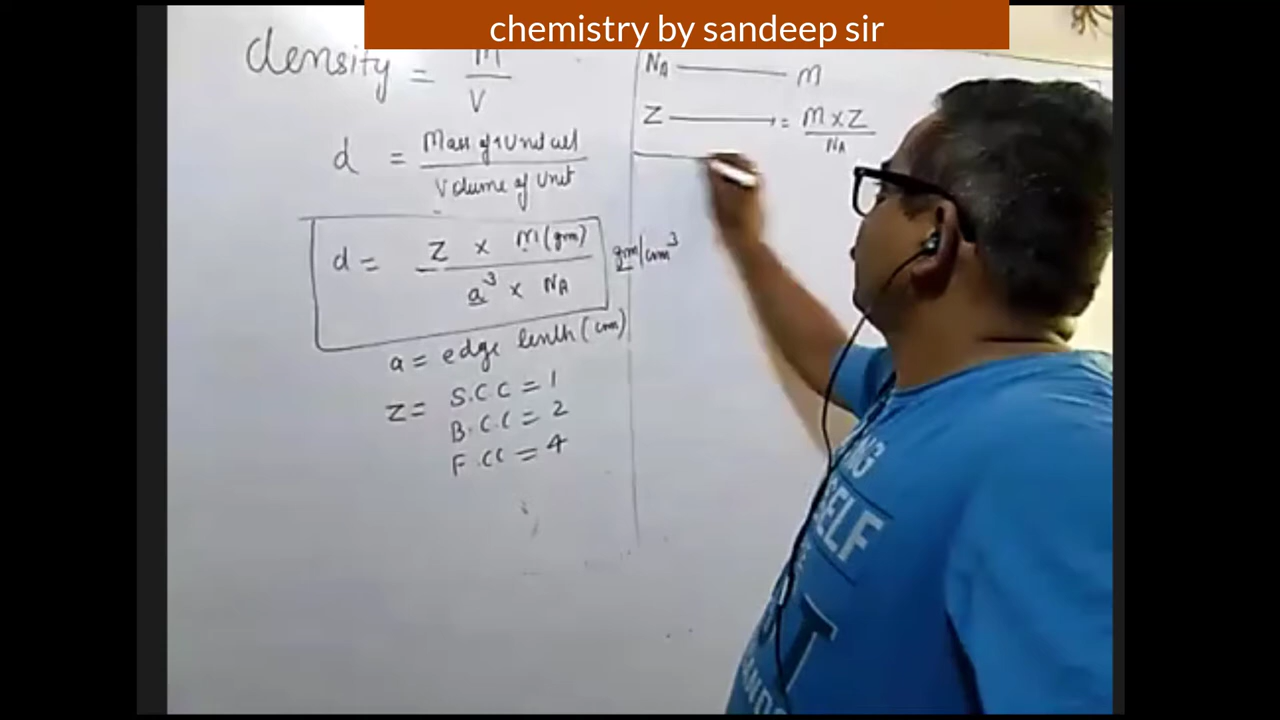 chemistry by sandeep sir
density = m
V
d = Mass of 1 Unit cell
Volume of Unit
d = Z x M(gm)
a³ x NA
gm/cm³
a = edge lenth (cm)
Z = S.C.C = 1
B.C.C = 2
F.CC = 4
NA m
Z = m x Z
NA